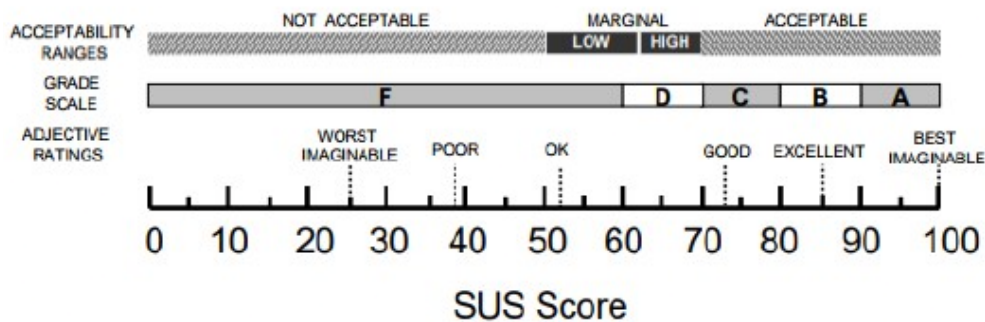 NOT ACCEPTABLE MARGINAL ACCEPTABLE
ACCEPTABILITY
RANGES
LOW HIGH
GRADE
SCALE
F D C B A
ADJECTIVE
RATINGS
WORST
IMAGINABLE
POOR
OK
GOOD
EXCELLENT
BEST
IMAGINABLE
0 10 20 30 40 50 60 70 80 90 100
SUS Score